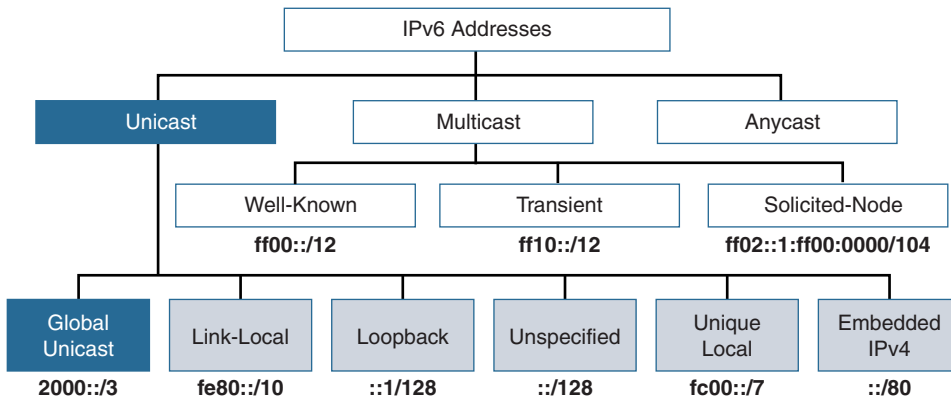 IPv6 Addresses
Unicast
Multicast
Anycast
Well-Known
Transient
Solicited-Node
ff00::/12
ff10::/12
ff02::1:ff00:0000/104
Global
Unicast
Link-Local
Loopback
Unspecified
Unique
Local
Embedded
IPv4
2000::/3
fe80::/10
::1/128
::/128
fc00::/7
::/80